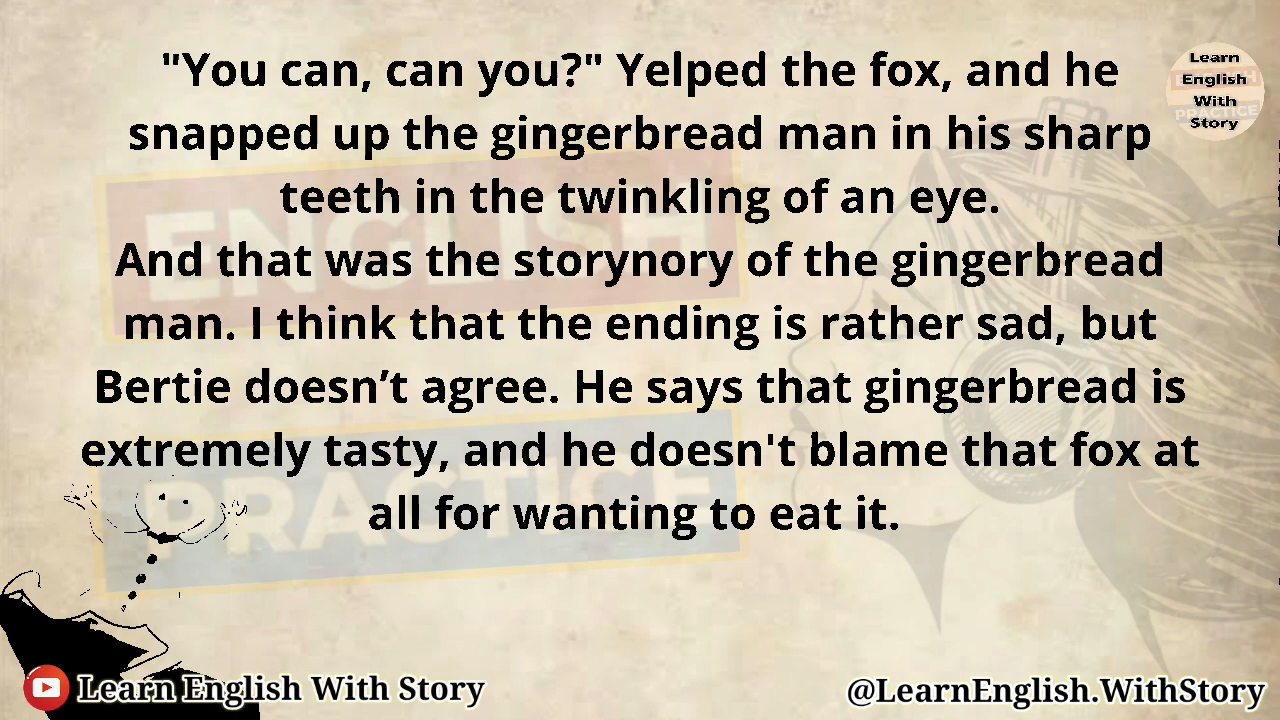 "You can, can you?" Yelped the fox, and he
snapped up the gingerbread man in his sharp
teeth in the twinkling of an eye.
And that was the storynory of the gingerbread
man. I think that the ending is rather sad, but
Bertie doesn’t agree. He says that gingerbread is
extremely tasty, and he doesn't blame that fox at
all for wanting to eat it.
Learn
English
With
Story
ENGLISH
PRACTICE
Learn English With Story
@LearnEnglish.WithStory